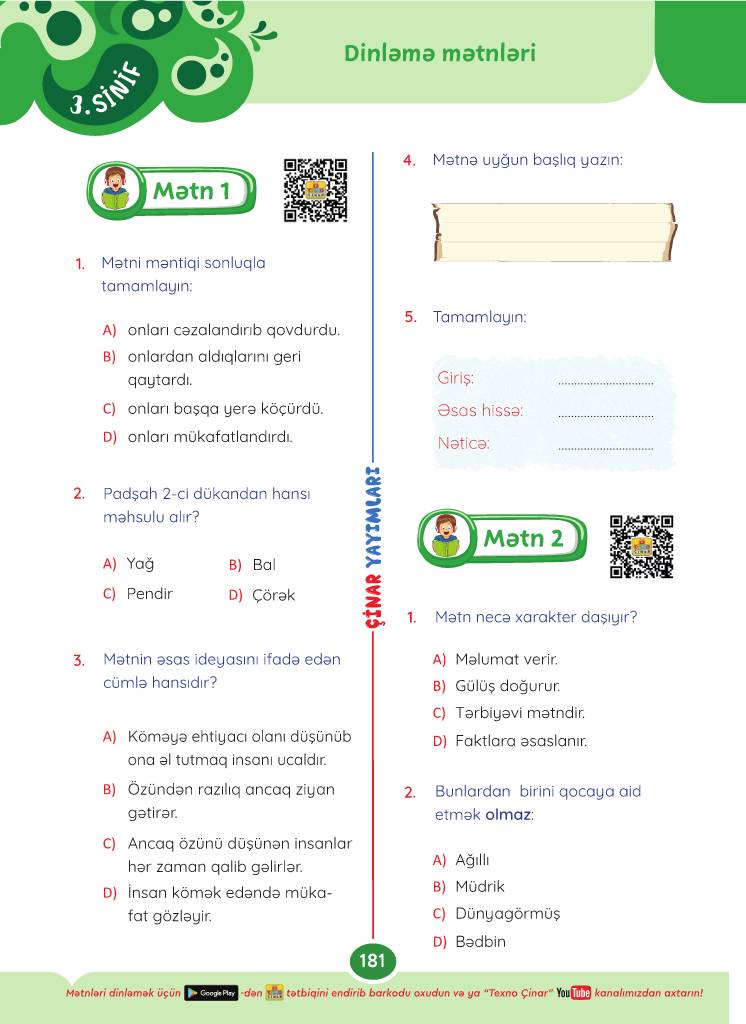 3. SİNİF
Dinləmə mətnləri
Mətn 1
1. Mətni məntiqi sonluqla
tamamlayın:
A) onları cəzalandırıb qovdurdu.
B) onlardan aldıqlarını geri
qaytardı.
C) onları başqa yerə köçürdü.
D) onları mükafatlandırdı.
2. Padşah 2-ci dükandan hansı
məhsulu alır?
A) Yağ B) Bal
C) Pendir D) Çörək
3. Mətnin əsas ideyasını ifadə edən
cümlə hansıdır?
A) Köməyə ehtiyacı olanı düşünüb
ona əl tutmaq insanı ucaldır.
B) Özündən razılıq ancaq ziyan
gətirər.
C) Ancaq özünü düşünən insanlar
hər zaman qalib gəlirlər.
D) İnsan kömək edəndə müka-
fat gözləyir.
ÇİNAR YAYIMLARI
4. Mətnə uyğun başlıq yazın:
5. Tamamlayın:
Giriş: ............................
Əsas hissə: ............................
Nəticə: ............................
Mətn 2
1. Mətn necə xarakter daşıyır?
A) Məlumat verir.
B) Gülüş doğurur.
C) Tərbiyəvi mətndir.
D) Faktlara əsaslanır.
2. Bunlardan birini qocaya aid
etmək olmaz:
A) Ağıllı
B) Müdrik
C) Dünyagörmüş
D) Bədbin
181
Mətnləri dinləmək üçün Google Play -dən ÇINAR tətbiqini endirib barkodu oxudun və ya “Texno Çinar” YouTube kanalımızdan axtarın!